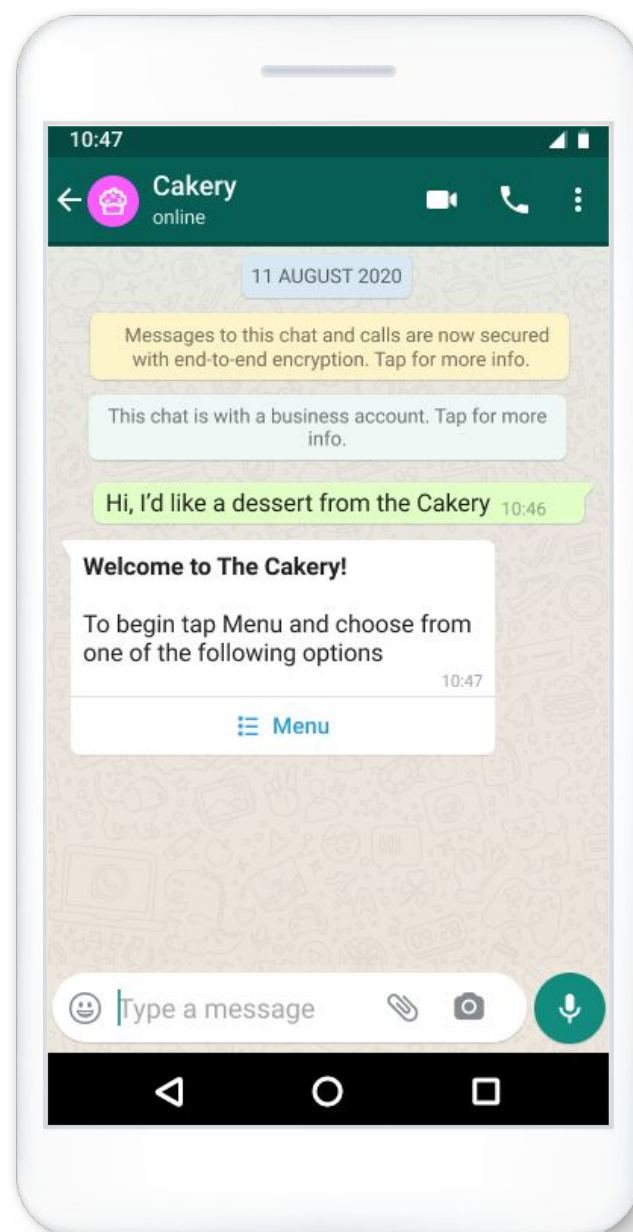 10:47
Cakery
online
11 AUGUST 2020
Messages to this chat and calls are now secured
with end-to-end encryption. Tap for more info.
This chat is with a business account. Tap for more
info.
Hi, I’d like a dessert from the Cakery 10:46
Welcome to The Cakery!
To begin tap Menu and choose from
one of the following options
10:47
Menu
Type a message